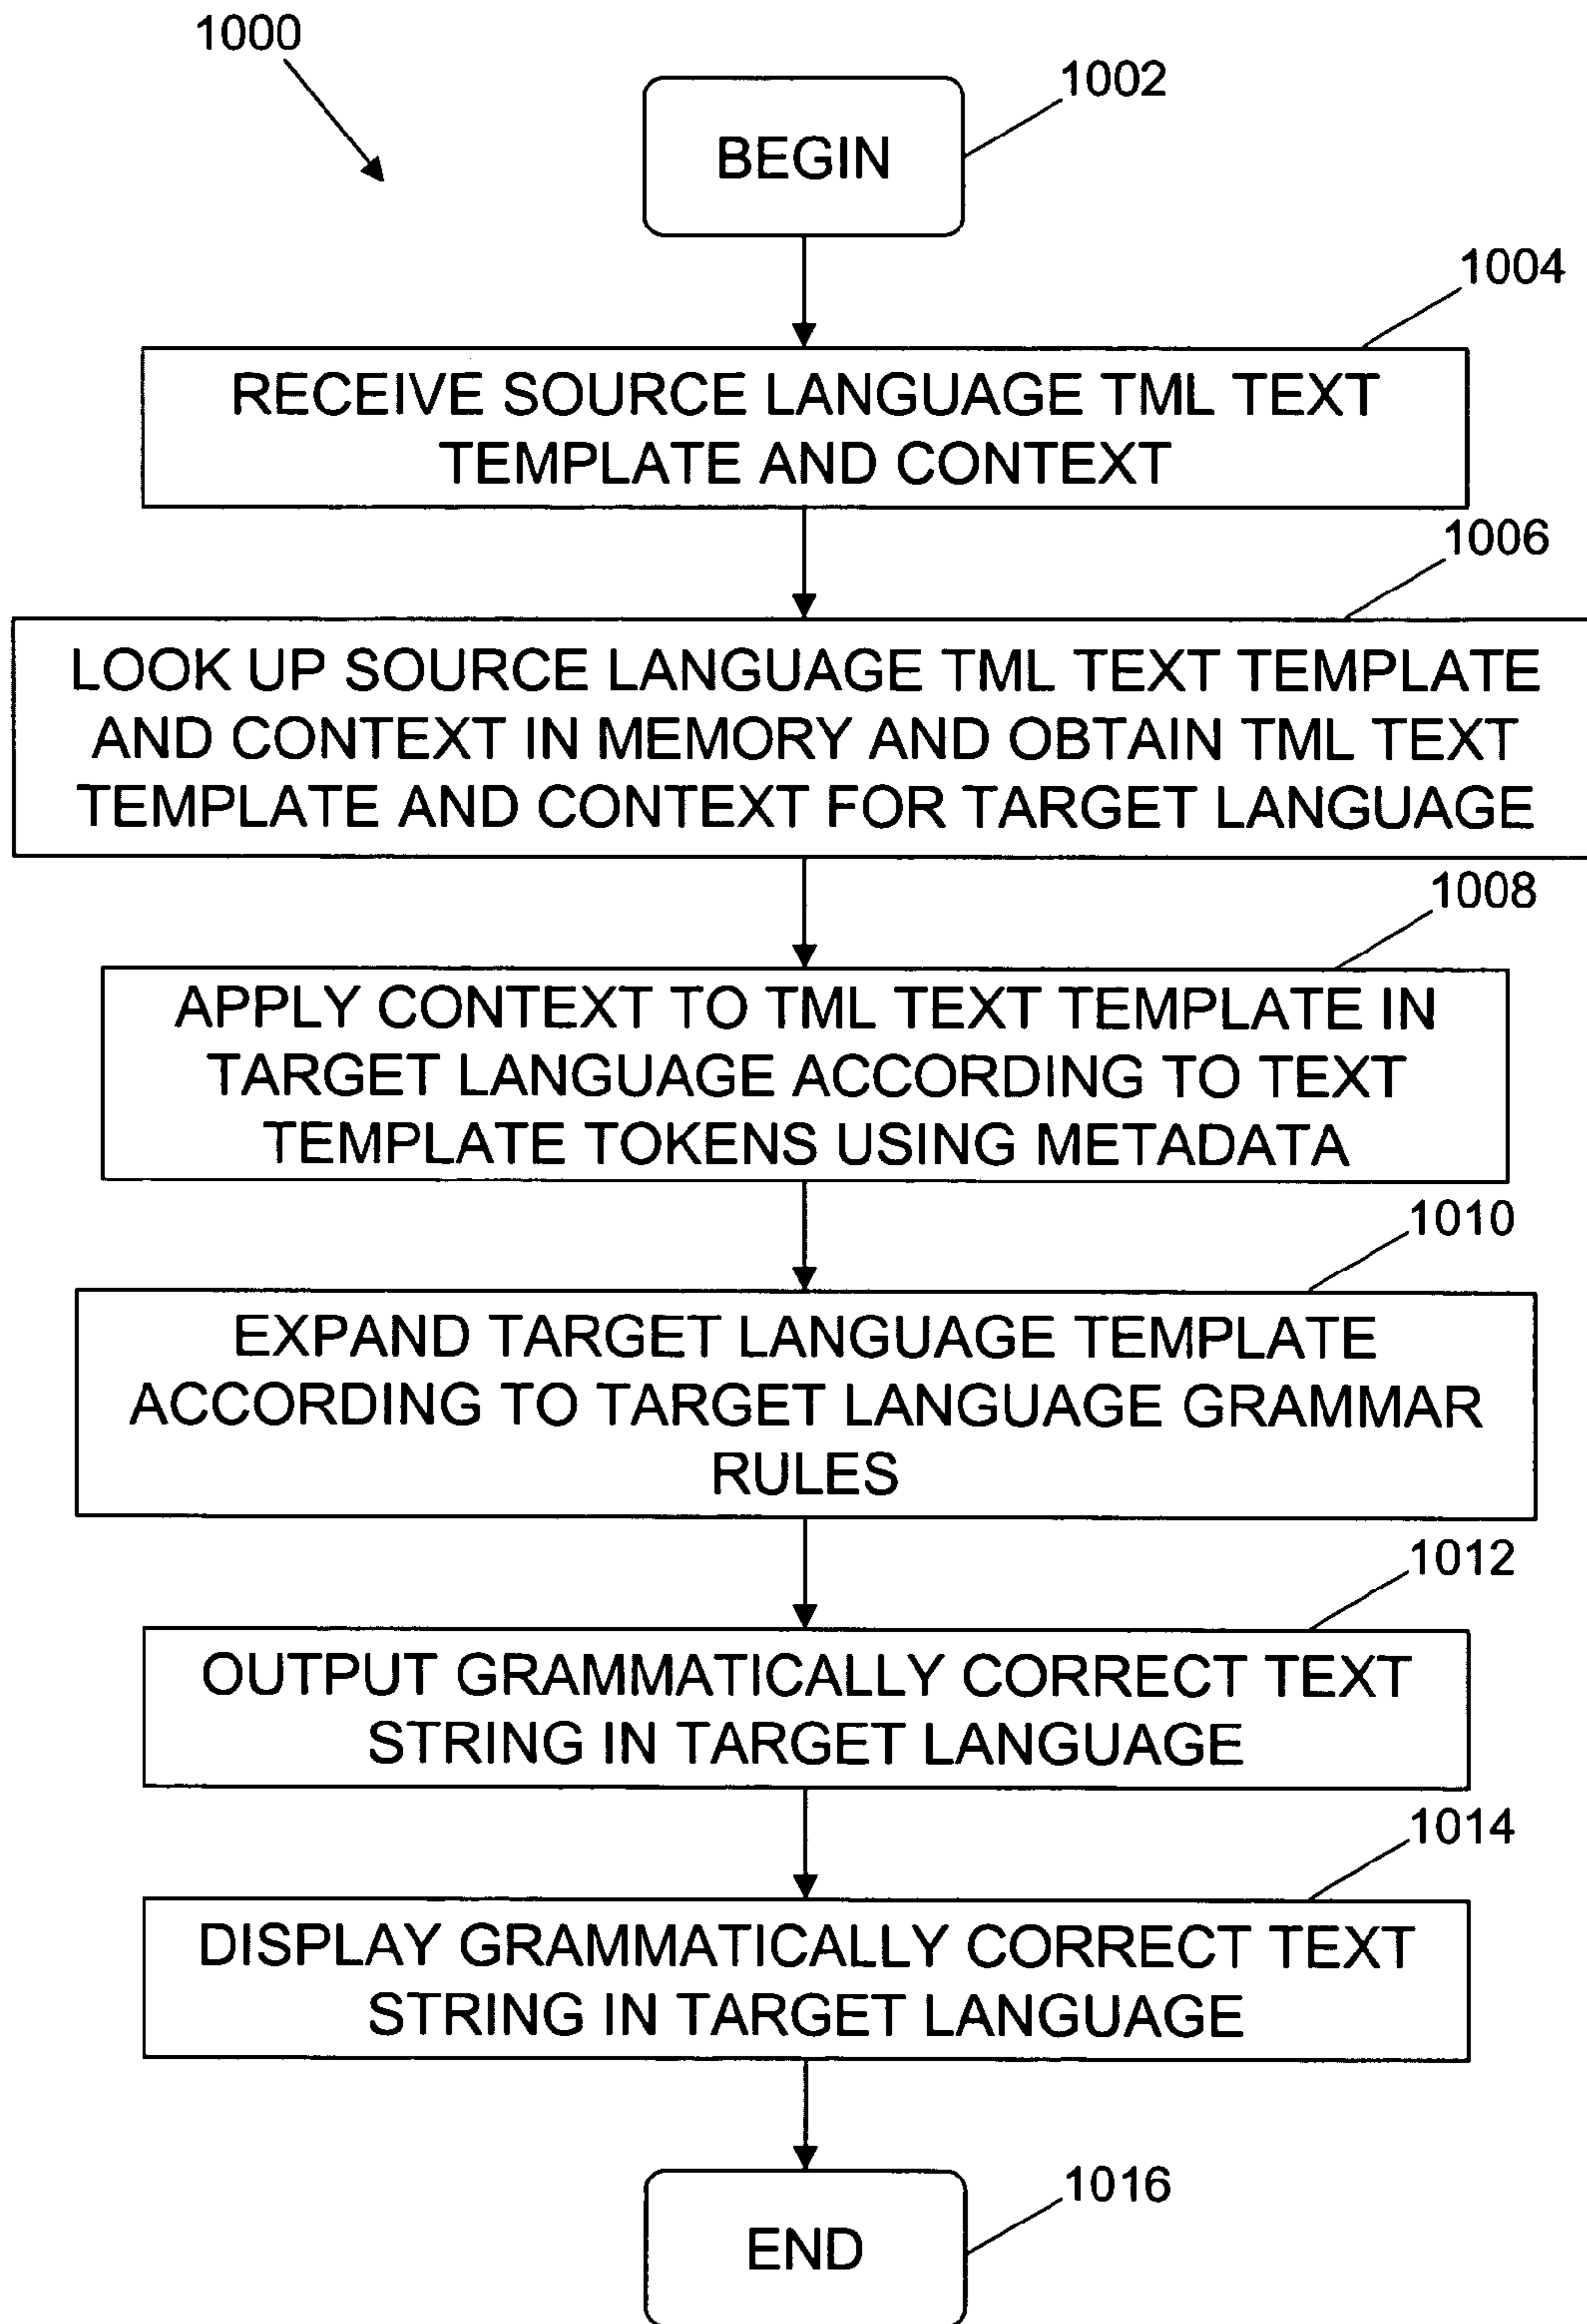 1000
1002
BEGIN
1004
RECEIVE SOURCE LANGUAGE TML TEXT
TEMPLATE AND CONTEXT
1006
LOOK UP SOURCE LANGUAGE TML TEXT TEMPLATE
AND CONTEXT IN MEMORY AND OBTAIN TML TEXT
TEMPLATE AND CONTEXT FOR TARGET LANGUAGE
1008
APPLY CONTEXT TO TML TEXT TEMPLATE IN
TARGET LANGUAGE ACCORDING TO TEXT
TEMPLATE TOKENS USING METADATA
1010
EXPAND TARGET LANGUAGE TEMPLATE
ACCORDING TO TARGET LANGUAGE GRAMMAR
RULES
1012
OUTPUT GRAMMATICALLY CORRECT TEXT
STRING IN TARGET LANGUAGE
1014
DISPLAY GRAMMATICALLY CORRECT TEXT
STRING IN TARGET LANGUAGE
1016
END